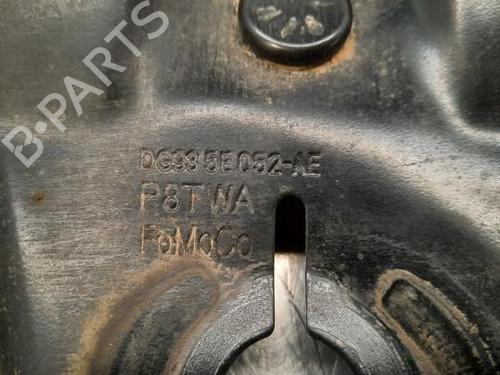 B-PARTS
DG93 5E052-AE
P8TWA
FoMoCo